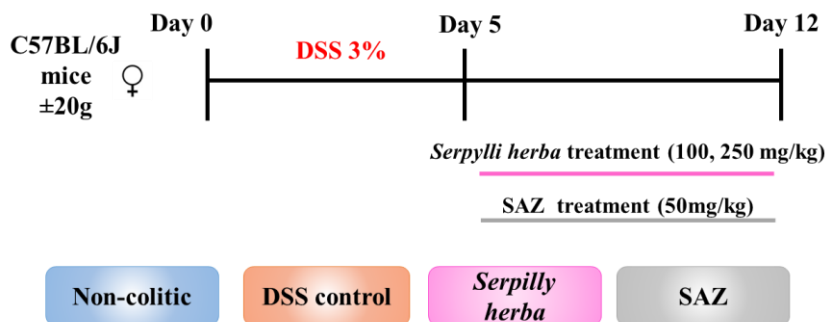 Day 0
Day 5
Day 12
C57BL/6J
mice ♀
±20g
DSS 3%
Serpylli herba treatment (100, 250 mg/kg)
SAZ treatment (50mg/kg)
Non-colitic
DSS control
Serpilly
herba
SAZ